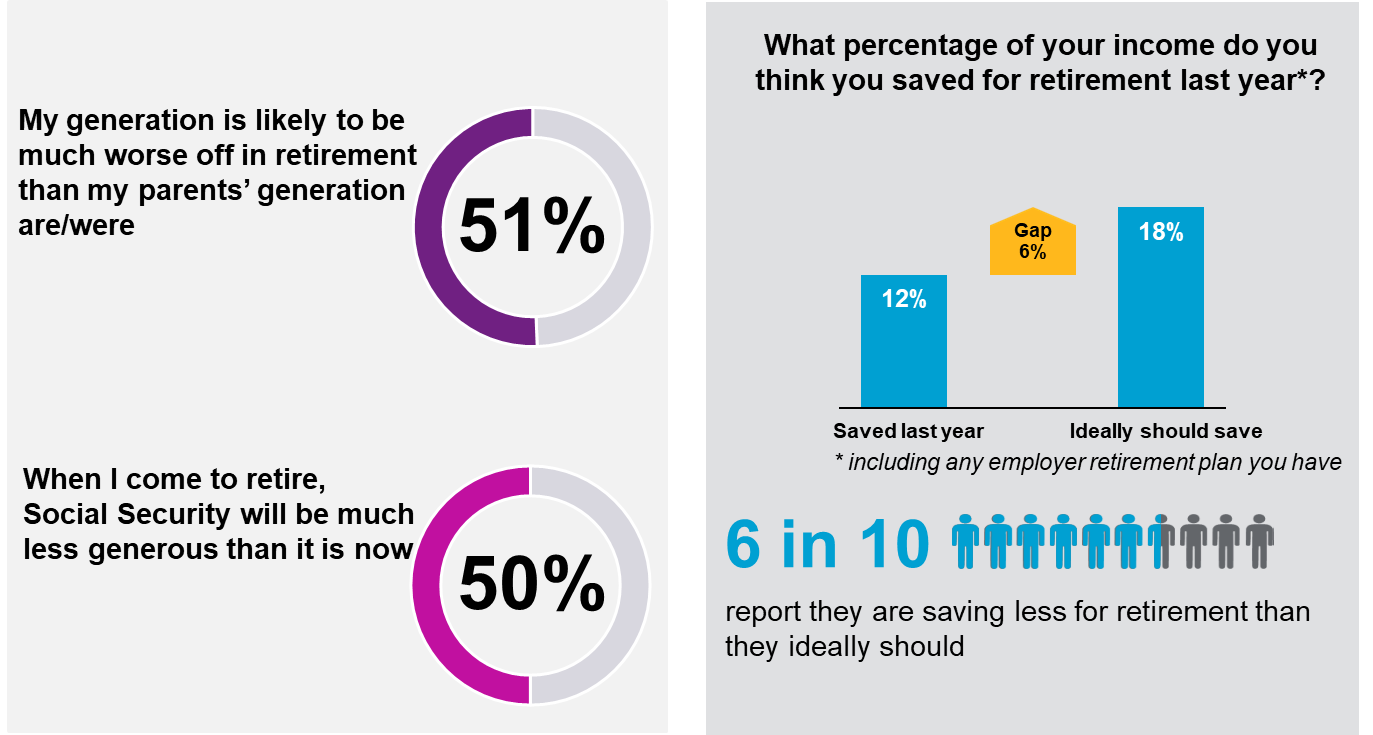 My generation is likely to be
much worse off in retirement
than my parents’ generation
are/were
51%
When I come to retire,
Social Security will be much
less generous than it is now
50%
What percentage of your income do you
think you saved for retirement last year*?
12%
Gap
6%
18%
Saved last year
Ideally should save
* including any employer retirement plan you have
6 in 10
report they are saving less for retirement than
they ideally should